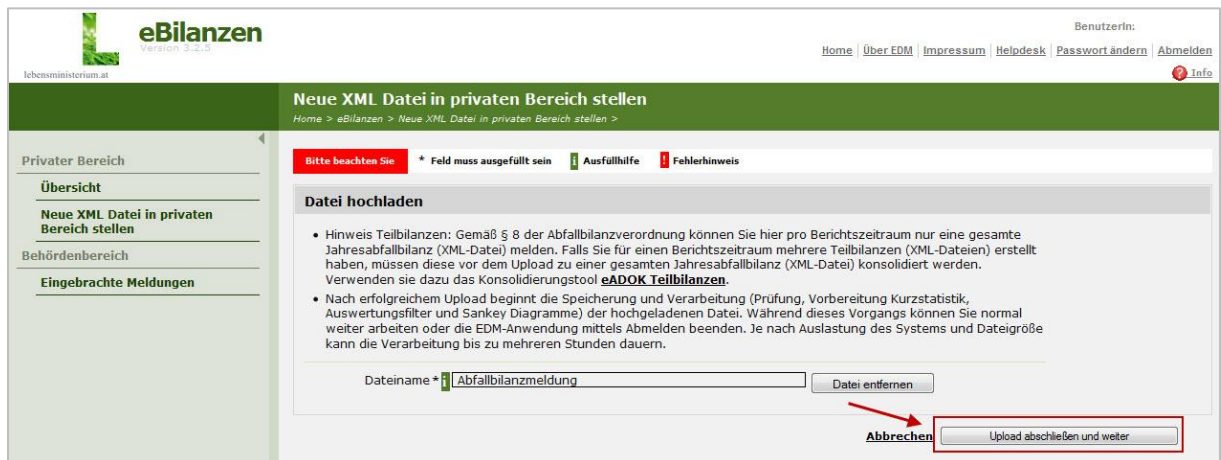 eBilanzen
Version 3.2.5
lebensministerium.at
BenutzerIn:
Home | Über EDM | Impressum | Helpdesk | Passwort ändern | Abmelden
Info
Neue XML Datei in privaten Bereich stellen
Home > eBilanzen > Neue XML Datei in privaten Bereich stellen >
Privater Bereich
Übersicht
Neue XML Datei in privaten
Bereich stellen
Behördenbereich
Eingebrachte Meldungen
Bitte beachten Sie * Feld muss ausgefüllt sein i Ausfüllhilfe ! Fehlerhinweis
Datei hochladen
• Hinweis Teilbilanzen: Gemäß § 8 der Abfallbilanzverordnung können Sie hier pro Berichtszeitraum nur eine gesamte
Jahresabfallbilanz (XML-Datei) melden. Falls Sie für einen Berichtszeitraum mehrere Teilbilanzen (XML-Dateien) erstellt
haben, müssen diese vor dem Upload zu einer gesamten Jahresabfallbilanz (XML-Datei) konsolidiert werden.
Verwenden sie dazu das Konsolidierungstool eADOK Teilbilanzen.
• Nach erfolgreichem Upload beginnt die Speicherung und Verarbeitung (Prüfung, Vorbereitung Kurzstatistik,
Auswertungsfilter und Sankey Diagramme) der hochgeladenen Datei. Während dieses Vorgangs können Sie normal
weiter arbeiten oder die EDM-Anwendung mittels Abmelden beenden. Je nach Auslastung des Systems und Dateigröße
kann die Verarbeitung bis zu mehreren Stunden dauern.
Dateiname * i Abfallbilanzmeldung Datei entfernen
Abbrechen Upload abschließen und weiter